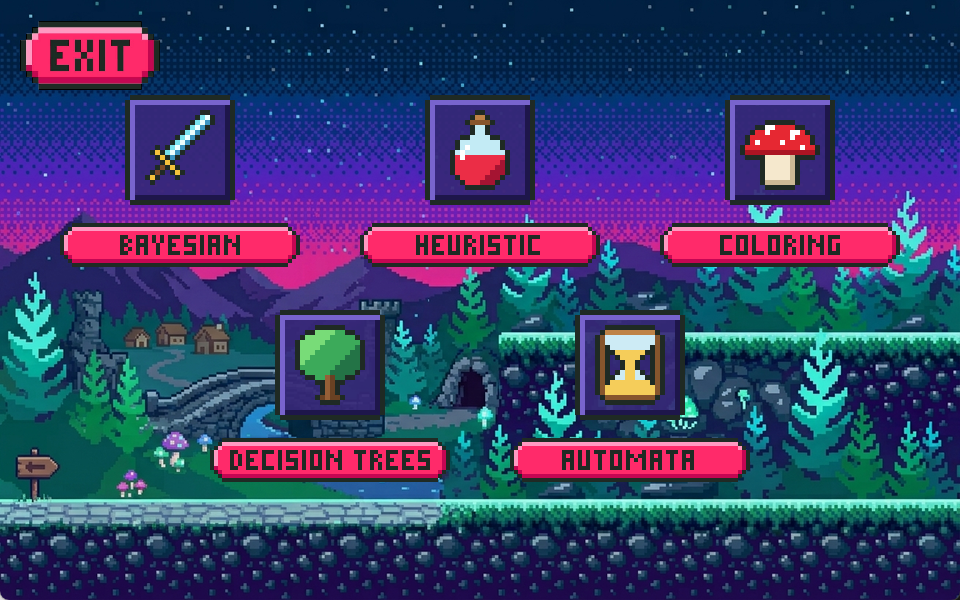 EXIT
BAYESIAN
HEURISTIC
COLORING
DECISION TREES
AUTOMATA